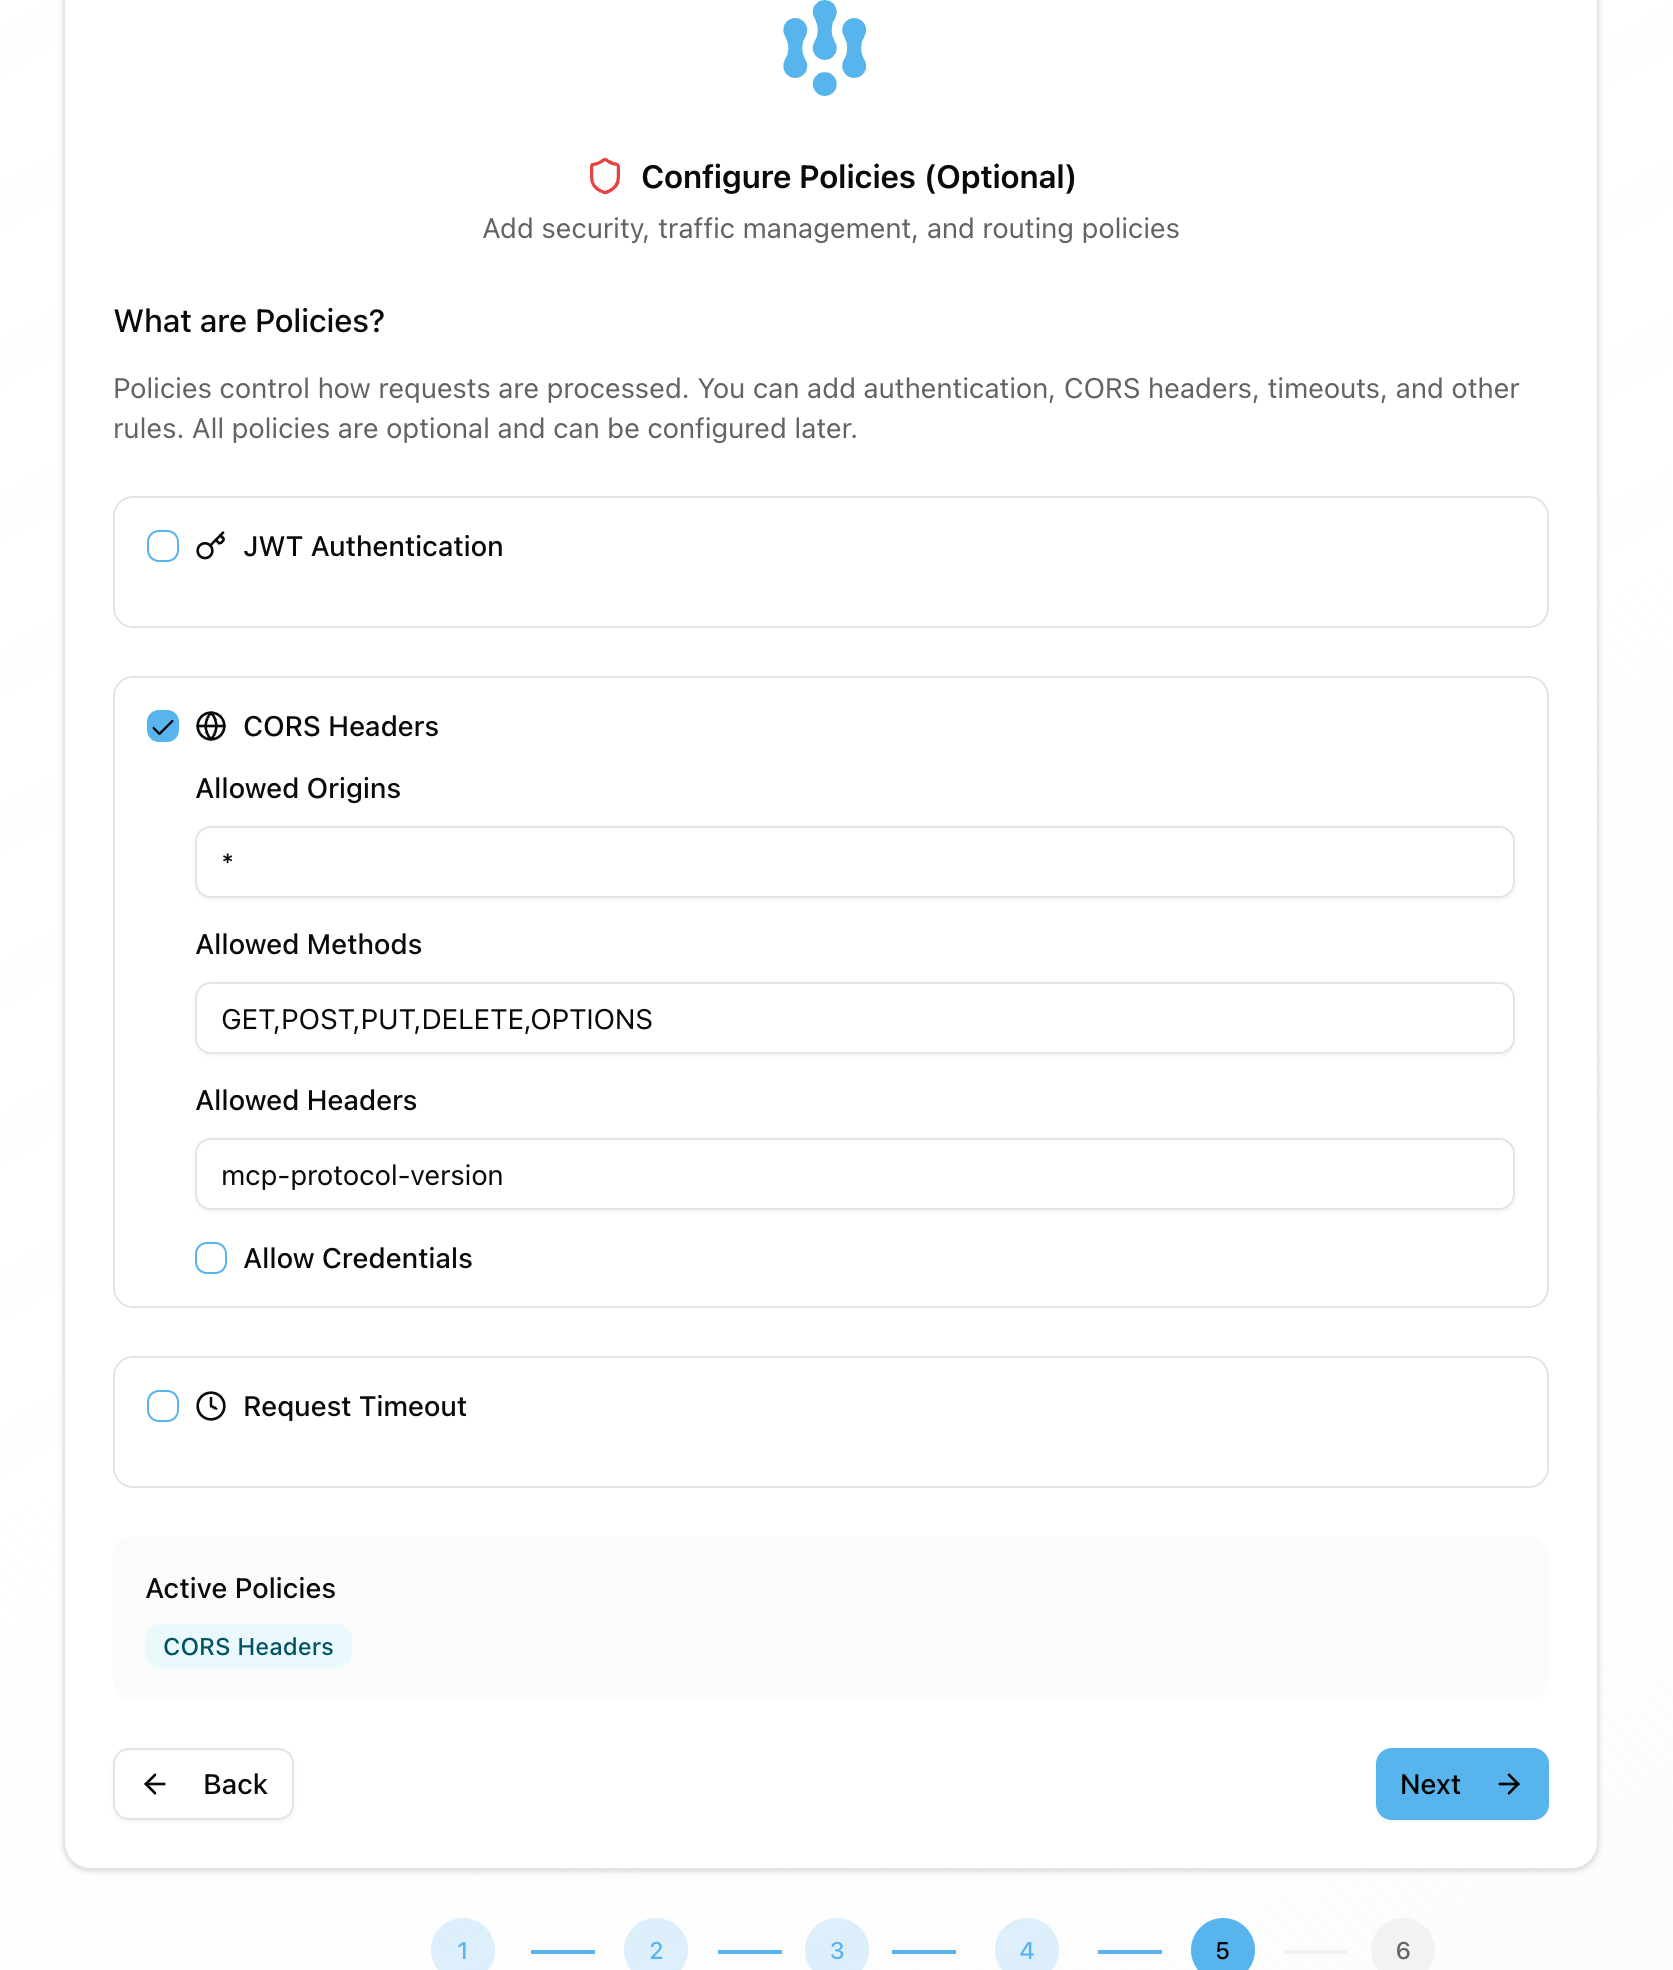 Configure Policies (Optional)
Add security, traffic management, and routing policies
What are Policies?
Policies control how requests are processed. You can add authentication, CORS headers, timeouts, and other
rules. All policies are optional and can be configured later.
JWT Authentication
CORS Headers
Allowed Origins
*
Allowed Methods
GET,POST,PUT,DELETE,OPTIONS
Allowed Headers
mcp-protocol-version
Allow Credentials
Request Timeout
Active Policies
CORS Headers
Back
Next
1 2 3 4 5 6